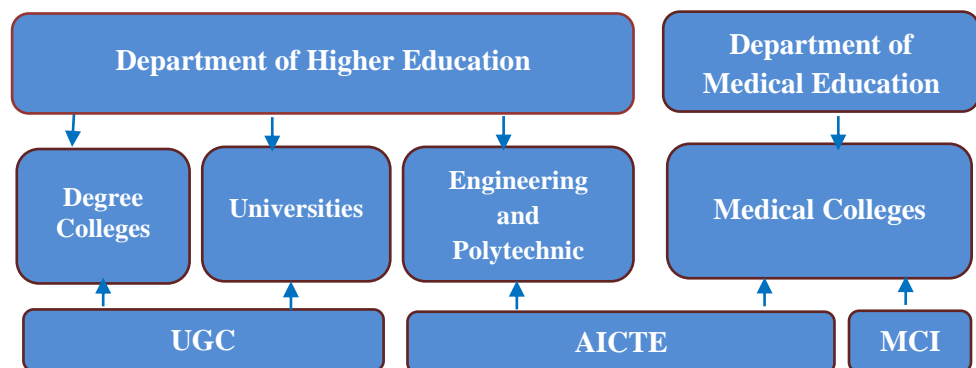 Department of Higher Education
Department of
Medical Education
Degree
Colleges
Universities
Engineering
and
Polytechnic
Medical Colleges
UGC
AICTE
MCI